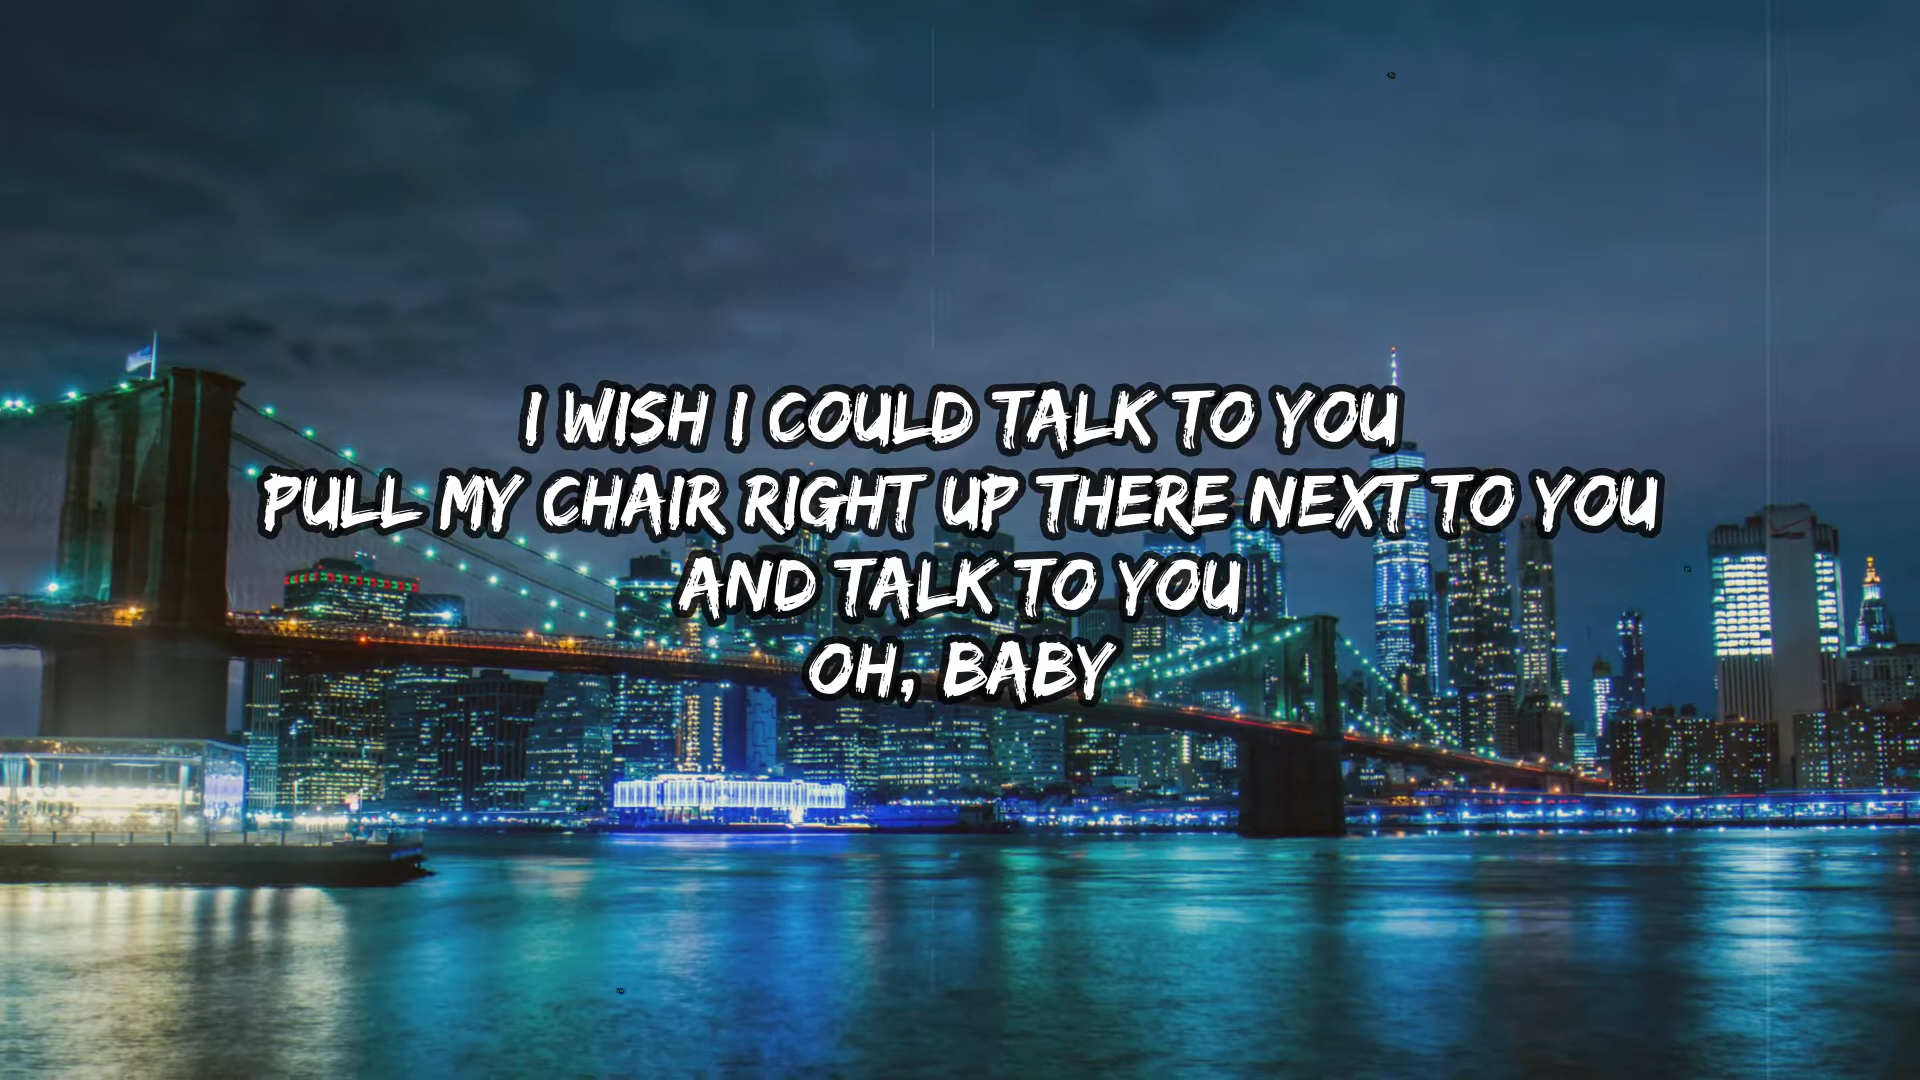 I WISH I COULD TALK TO YOU
PULL MY CHAIR RIGHT UP THERE NEXT TO YOU
AND TALK TO YOU
OH, BABY